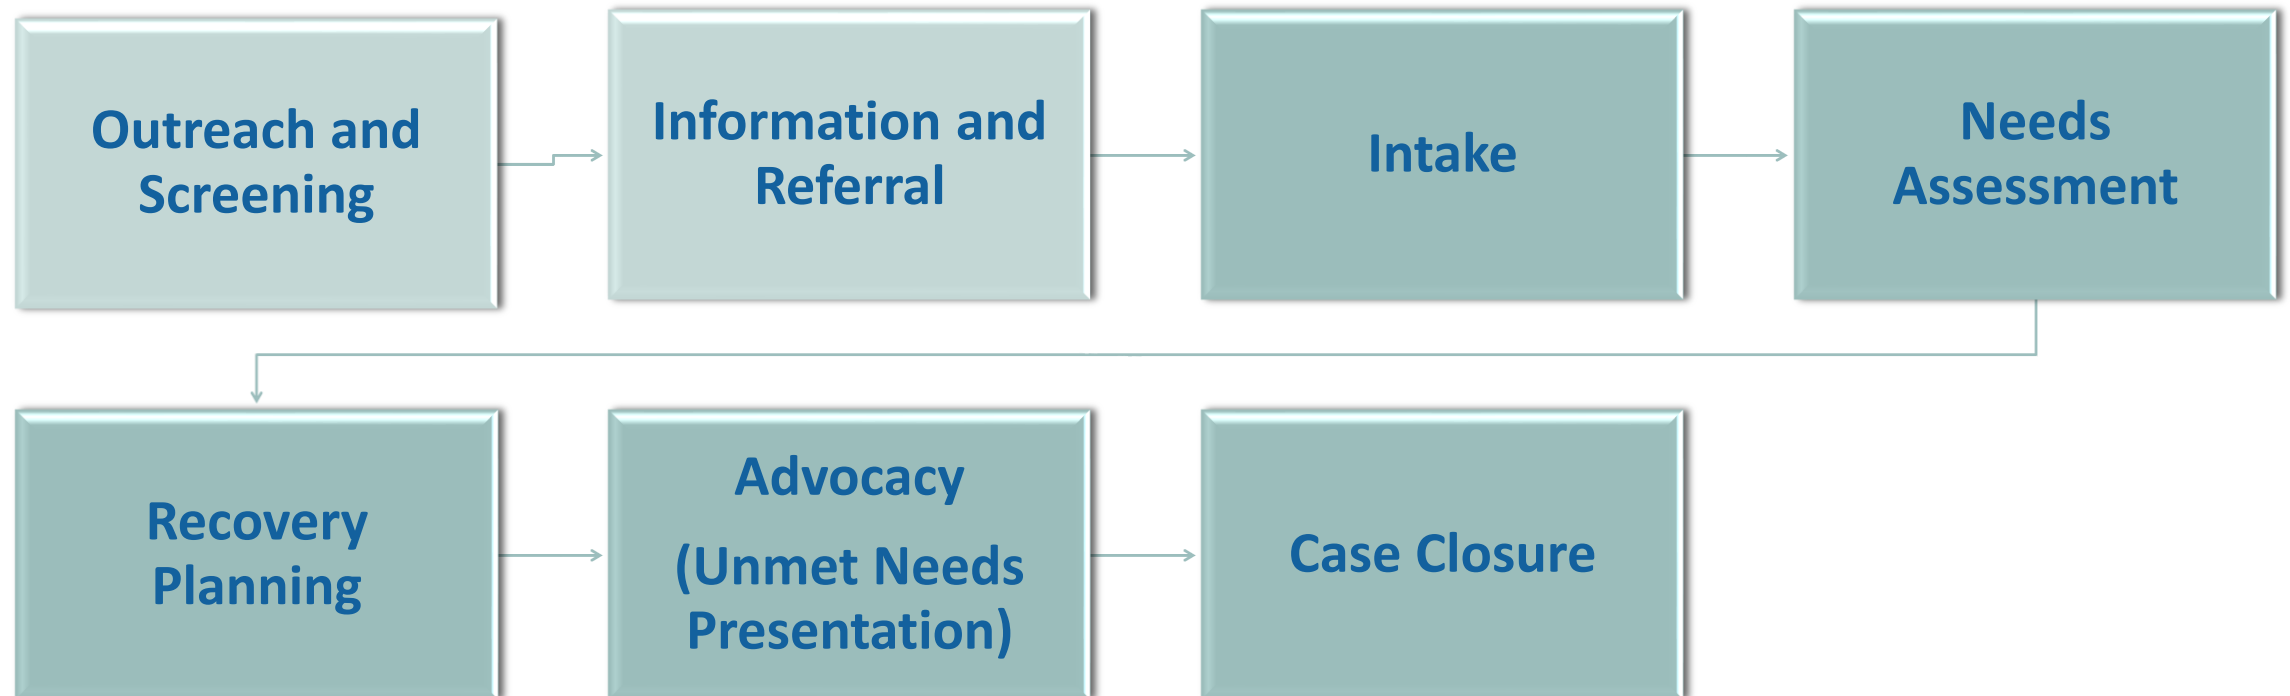 Outreach and
Screening
Information and
Referral
Intake
Needs
Assessment
Recovery
Planning
Advocacy
(Unmet Needs
Presentation)
Case Closure